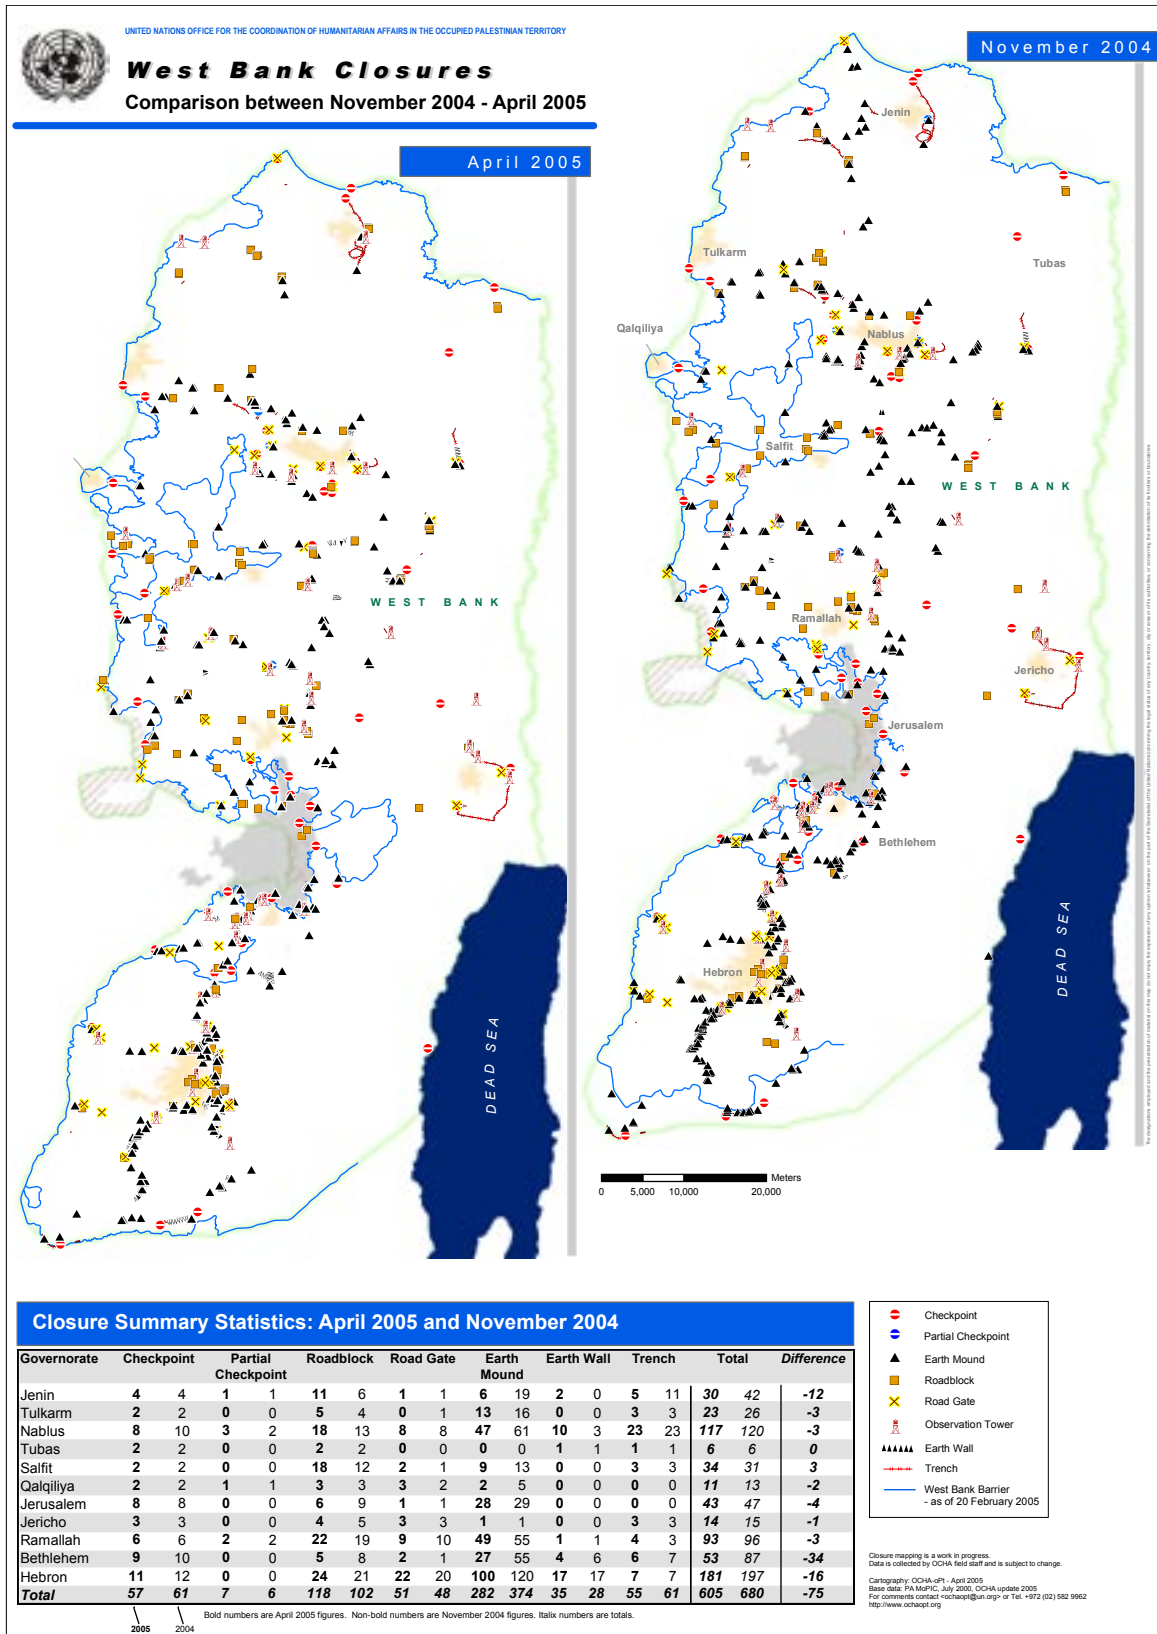 UNITED NATIONS OFFICE FOR THE COORDINATION OF HUMANITARIAN AFFAIRS IN THE OCCUPIED PALESTINIAN TERRITORY
West Bank Closures
Comparison between November 2004 - April 2005
November 2004
April 2005
Jenin
Tulkarm
Tubas
Qalqiliya
Nablus
Salfit
WEST BANK
WEST BANK
Ramallah
Jericho
Jerusalem
Bethlehem
Hebron
DEAD SEA
DEAD SEA
Meters
0 5,000 10,000 20,000
Closure Summary Statistics: April 2005 and November 2004
Governorate Checkpoint Partial Checkpoint Roadblock Road Gate Earth Mound Earth Wall Trench Total Difference
Jenin 4 4 1 1 11 6 1 1 6 19 2 0 5 11 30 42 -12
Tulkarm 2 2 0 0 5 4 0 1 13 16 0 0 3 3 23 26 -3
Nablus 8 10 3 2 18 13 8 8 47 61 10 3 23 23 117 120 -3
Tubas 2 2 0 0 2 2 0 0 0 0 1 1 1 1 6 6 0
Salfit 2 2 0 0 18 12 2 1 9 13 0 0 3 3 34 31 3
Qalqiliya 2 2 1 1 3 3 3 2 2 5 0 0 0 0 11 13 -2
Jerusalem 8 8 0 0 6 9 1 1 28 29 0 0 0 0 43 47 -4
Jericho 3 3 0 0 4 5 3 3 1 1 0 0 3 3 14 15 -1
Ramallah 6 6 2 2 22 19 9 10 49 55 1 1 4 3 93 96 -3
Bethlehem 9 10 0 0 5 8 2 1 27 55 4 6 6 7 53 87 -34
Hebron 11 12 0 0 24 21 22 20 100 120 17 17 7 7 181 197 -16
Total 57 61 7 6 118 102 51 48 282 374 35 28 55 61 605 680 -75
2005 2004
Bold numbers are April 2005 figures. Non-bold numbers are November 2004 figures. Italix numbers are totals.
Checkpoint
Partial Checkpoint
Earth Mound
Roadblock
Road Gate
Observation Tower
Earth Wall
Trench
West Bank Barrier
- as of 20 February 2005
Closure mapping is a work in progress.
Data is collected by OCHA field staff and is subject to change.
Cartography: OCHA-oPt - April 2005
Base data: PA MoPIC, July 2000, OCHA update 2005
For comments contact <ochaopt@un.org> or Tel. +972 (02) 582 9962
http://www.ochaopt.org